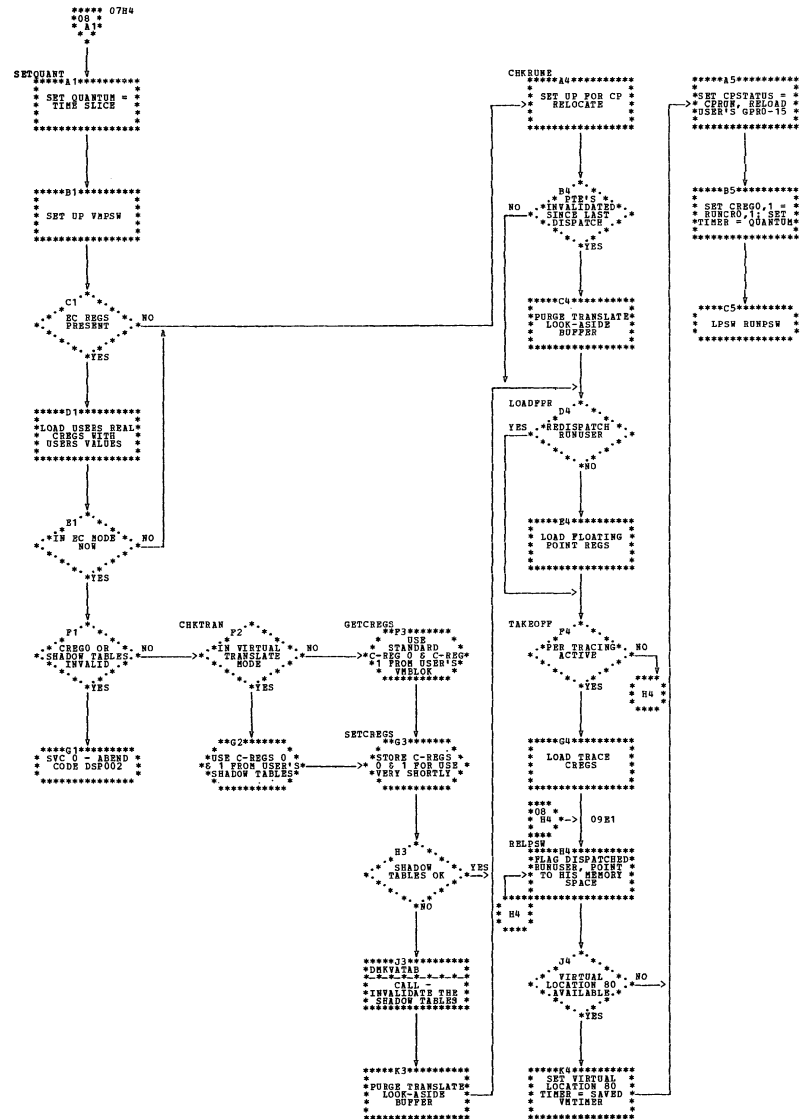 08
A1
07H4
SETQUANT
A1
SET QUANTUM =
TIME SLICE
B1
SET UP VMPSW
C1
EC REGS
PRESENT
NO
YES
D1
LOAD USERS REAL
CREGS WITH
USERS VALUES
E1
IN EC MODE
NOW
NO
YES
F1
CREG0 OR
SHADOW TABLES
INVALID
NO
YES
G1
SVC 0 - ABEND
CODE DSP002
CHKTRAN
F2
IN VIRTUAL
TRANSLATE
MODE
NO
YES
G2
USE C-REGS 0
& 1 FROM USER'S
SHADOW TABLES
GETCREGS
F3
USE
STANDARD
C-REG 0 & C-REG
1 FROM USER'S
VMBLOK
SETCREGS
G3
STORE C-REGS
0 & 1 FOR USE
VERY SHORTLY
H3
SHADOW
TABLES OK
YES
NO
J3
DMKVATAB
CALL -
INVALIDATE THE
SHADOW TABLES
K3
PURGE TRANSLATE
LOOK-ASIDE
BUFFER
CHKRUNE
A4
SET UP FOR CP
RELOCATE
B4
PTE'S
INVALIDATED
SINCE LAST
DISPATCH
NO
YES
C4
PURGE TRANSLATE
LOOK-ASIDE
BUFFER
LOADFPR
D4
REDISPATCH
RUNUSER
YES
NO
E4
LOAD FLOATING
POINT REGS
TAKEOFF
F4
PER TRACING
ACTIVE
NO
H4
YES
G4
LOAD TRACE
CREGS
08
H4
09E1
RELPSW
H4
FLAG DISPATCHED
RUNUSER, POINT
TO HIS MEMORY
SPACE
H4
J4
VIRTUAL
LOCATION 80
AVAILABLE
NO
YES
K4
SET VIRTUAL
LOCATION 80
TIMER = SAVED
VMTIMER
A5
SET CPSTATUS =
CPRUN, RELOAD
USER'S GPR0-15
B5
SET CREG0,1 =
RUNCR0,1; SET
TIMER = QUANTUM
C5
LPSW RUNPSW